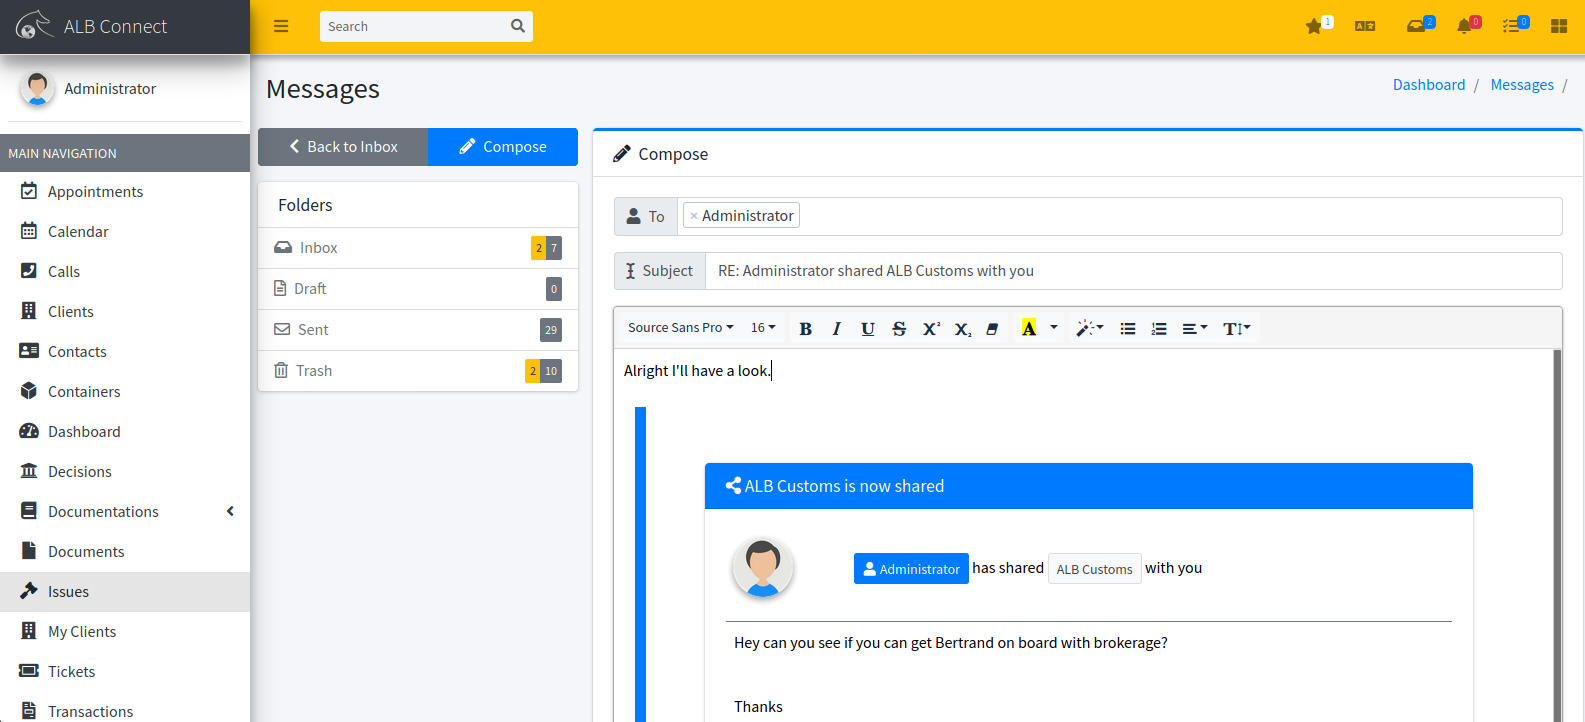 ALB Connect
Search
1
2
0
0
Administrator
Messages
Dashboard / Messages /
MAIN NAVIGATION
Appointments
Calendar
Calls
Clients
Contacts
Containers
Dashboard
Decisions
Documentations
Documents
Issues
My Clients
Tickets
Transactions
Back to Inbox
Compose
Folders
Inbox 2 7
Draft 0
Sent 29
Trash 2 10
Compose
To × Administrator
Subject RE: Administrator shared ALB Customs with you
Source Sans Pro 16 B I U S X² X₂ A T
Alright I'll have a look.
ALB Customs is now shared
Administrator has shared ALB Customs with you
Hey can you see if you can get Bertrand on board with brokerage?
Thanks